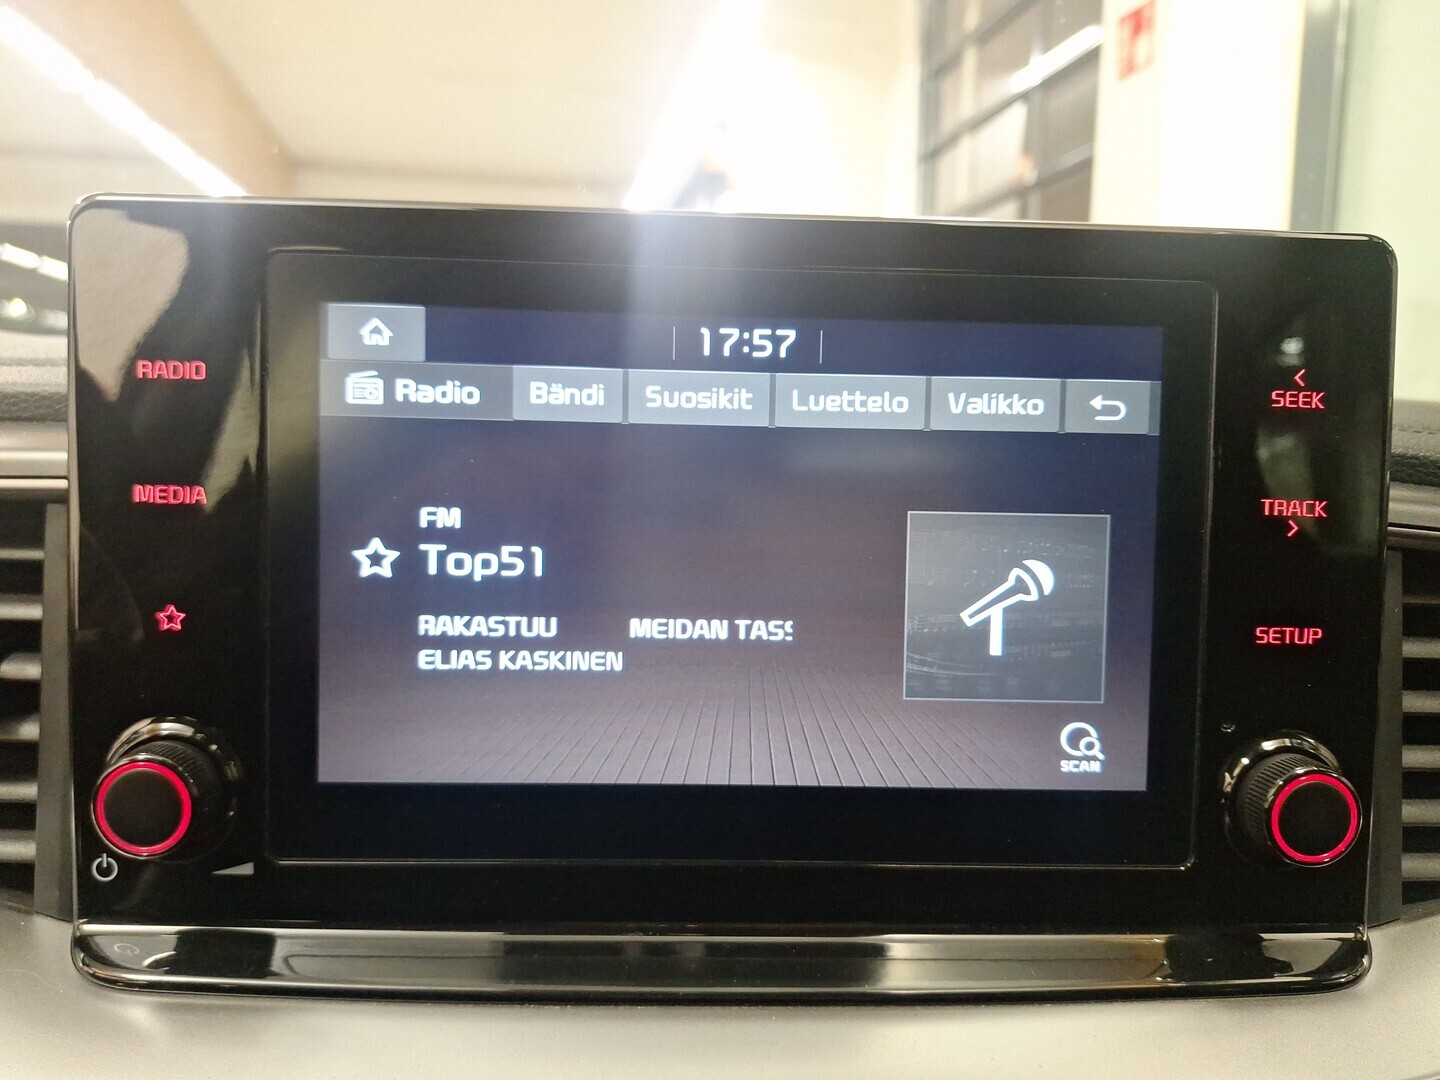 17:57
Radio Bändi Suosikit Luettelo Valikko
RADIO
MEDIA
FM
Top51
RAKASTUU MEIDAN TASS
ELIAS KASKINEN
SCAN
< SEEK
TRACK >
SETUP